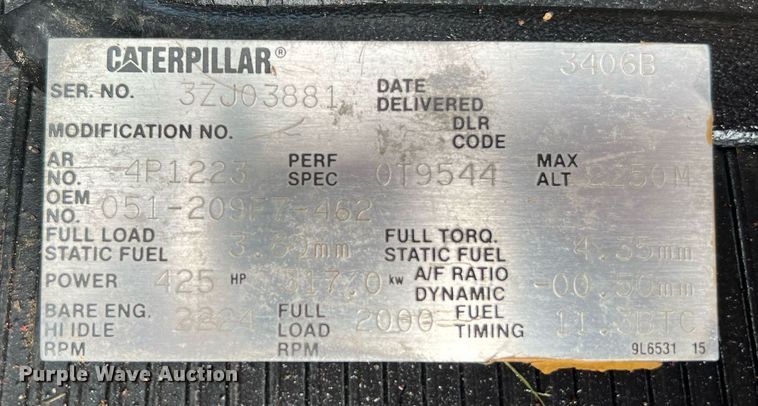 CATERPILLAR® 3406B
SER. NO. 3ZJ03881 DATE DELIVERED
MODIFICATION NO. DLR CODE
AR NO. 4P1223 PERF SPEC 0T9544 MAX ALT 2250M
OEM NO. 051-209F7-462
FULL LOAD STATIC FUEL 3.60mm FULL TORQ. STATIC FUEL 4.35mm
POWER 425 HP 317.0 kw A/F RATIO DYNAMIC -00.50mm
BARE ENG. HI IDLE RPM FULL LOAD RPM 2000 FUEL TIMING
9L6531 15
Purple Wave Auction